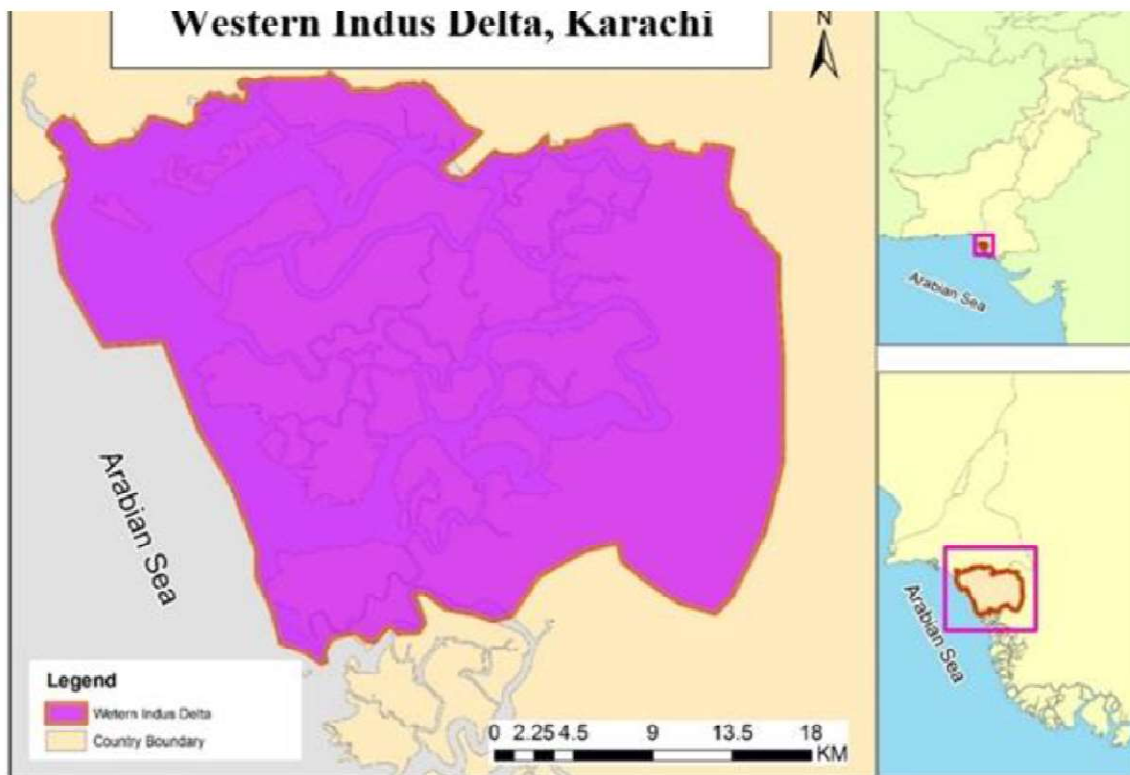 Western Indus Delta, Karachi
N
Arabian Sea
Arabian Sea
Arabian Sea
Legend
Wetern Indus Delta
Country Boundary
0 2.25 4.5 9 13.5 18
KM